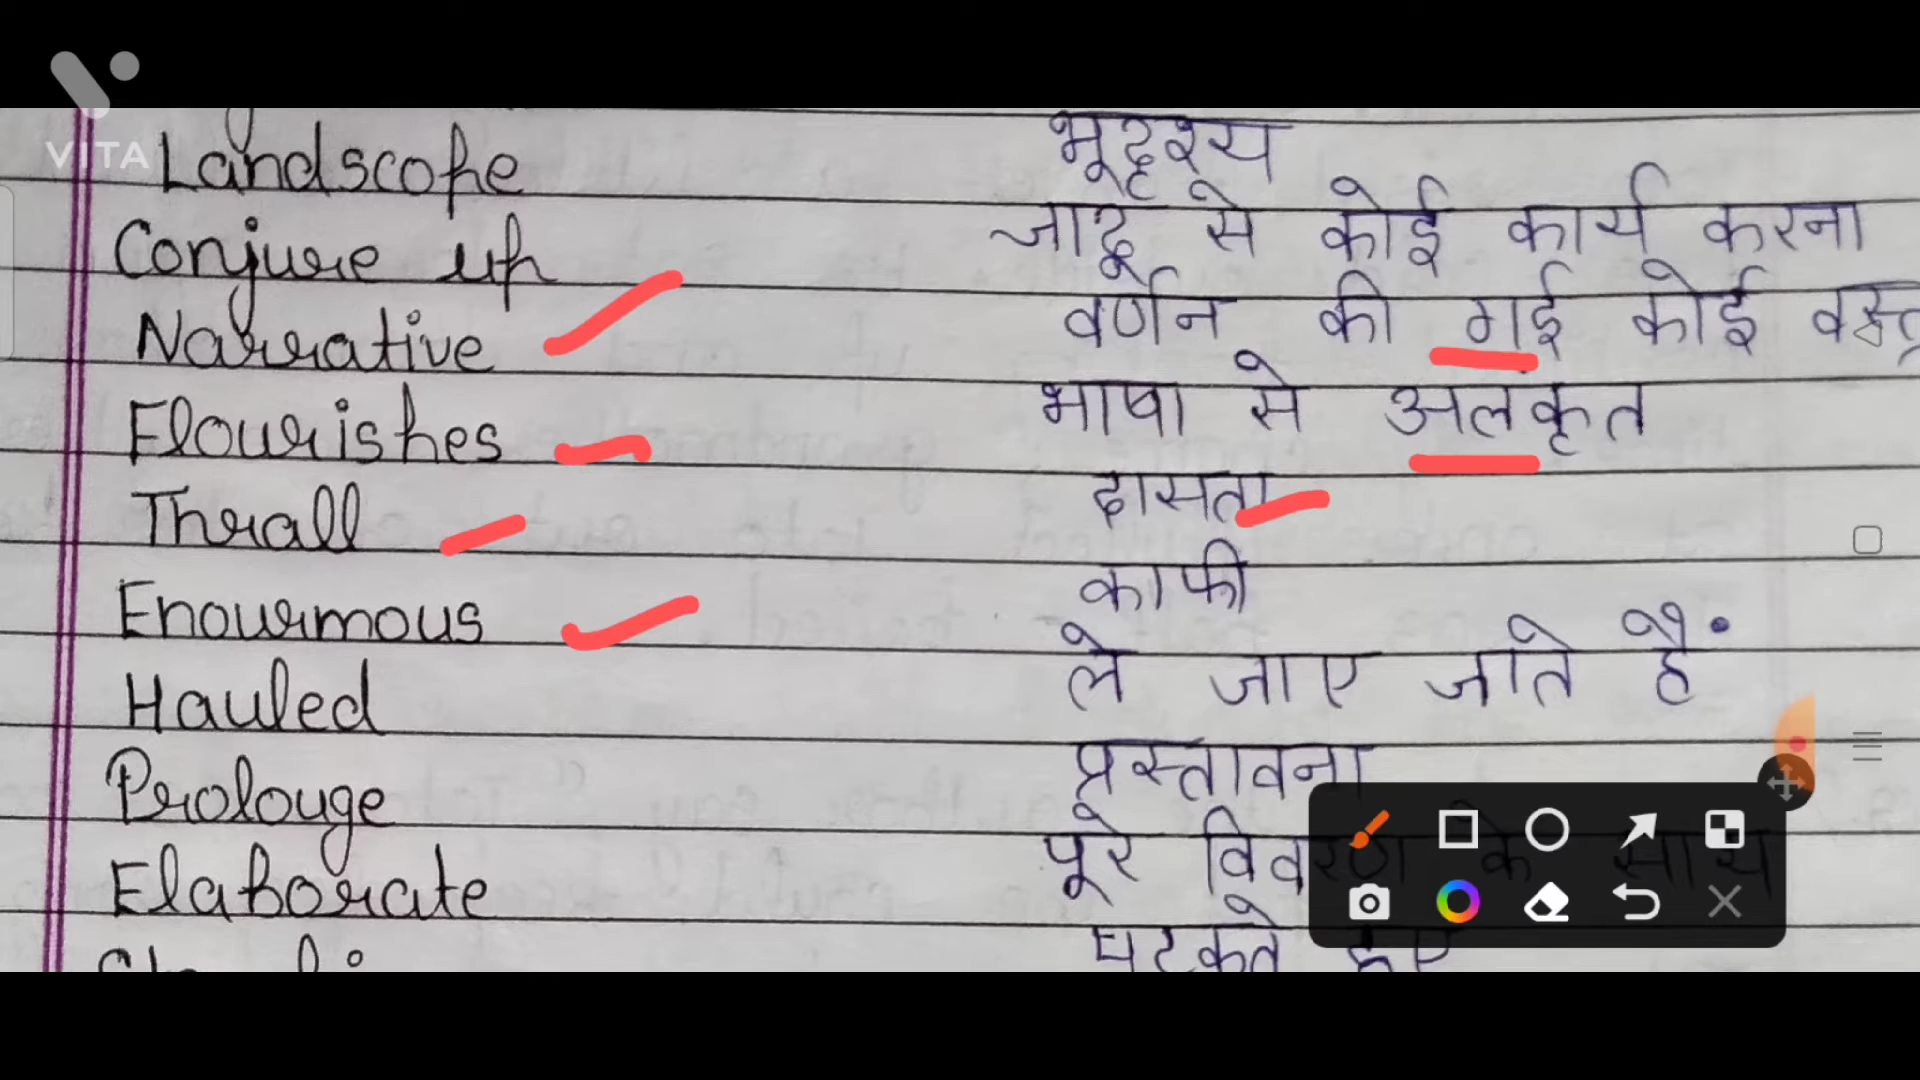 VITA
Landscope भूदृश्य
Conjure up जादू से कोई कार्य करना
Narrative वर्णन की गई कोई वस्तु
Flourishes भाषा से अलंकृत
Thrall दासता
Enourmous काफी
Hauled ले जाए जाते है.
Prolouge प्रस्तावना
Elaborate पूरे विवरण के साथ